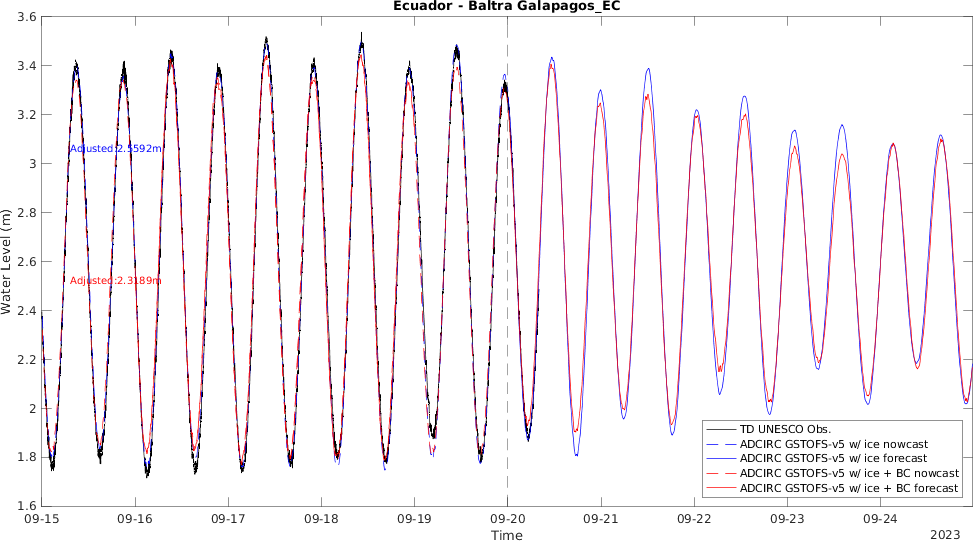 Ecuador - Baltra Galapagos_EC
3.6
3.4
3.2
3
2.8
2.6
2.4
2.2
2
1.8
1.6
Water Level (m)
Adjusted:2.5592m
Adjusted:2.3189m
TD UNESCO Obs.
ADCIRC GSTOFS-v5 w/ ice nowcast
ADCIRC GSTOFS-v5 w/ ice forecast
ADCIRC GSTOFS-v5 w/ ice + BC nowcast
ADCIRC GSTOFS-v5 w/ ice + BC forecast
09-15 09-16 09-17 09-18 09-19 09-20 09-21 09-22 09-23 09-24
Time
2023